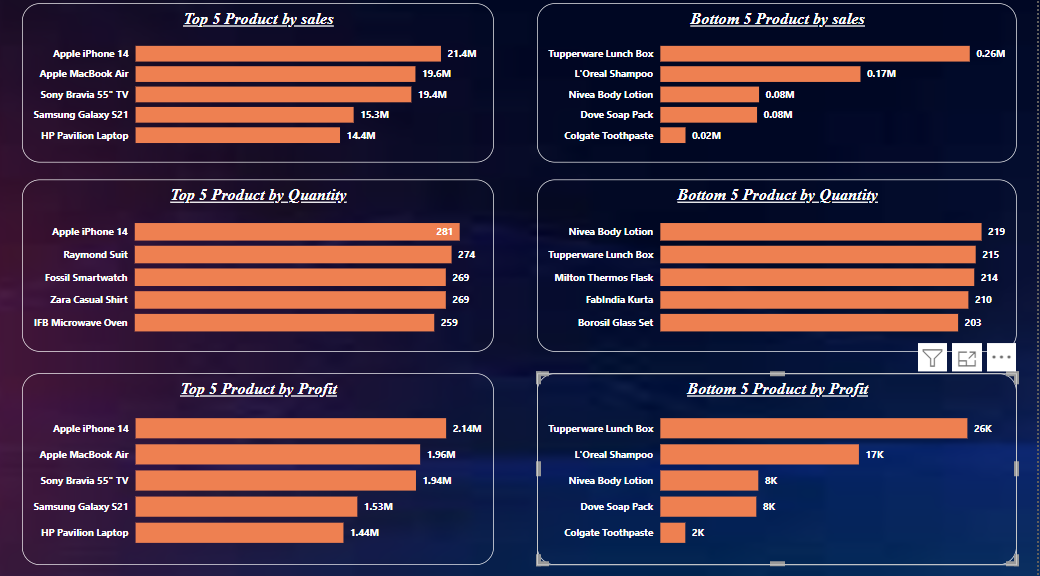 Top 5 Product by sales
Apple iPhone 14 21.4M
Apple MacBook Air 19.6M
Sony Bravia 55" TV 19.4M
Samsung Galaxy S21 15.3M
HP Pavilion Laptop 14.4M
Bottom 5 Product by sales
Tupperware Lunch Box 0.26M
L'Oreal Shampoo 0.17M
Nivea Body Lotion 0.08M
Dove Soap Pack 0.08M
Colgate Toothpaste 0.02M
Top 5 Product by Quantity
Apple iPhone 14 281
Raymond Suit 274
Fossil Smartwatch 269
Zara Casual Shirt 269
IFB Microwave Oven 259
Bottom 5 Product by Quantity
Nivea Body Lotion 219
Tupperware Lunch Box 215
Milton Thermos Flask 214
FabIndia Kurta 210
Borosil Glass Set 203
Top 5 Product by Profit
Apple iPhone 14 2.14M
Apple MacBook Air 1.96M
Sony Bravia 55" TV 1.94M
Samsung Galaxy S21 1.53M
HP Pavilion Laptop 1.44M
Bottom 5 Product by Profit
Tupperware Lunch Box 26K
L'Oreal Shampoo 17K
Nivea Body Lotion 8K
Dove Soap Pack 8K
Colgate Toothpaste 2K